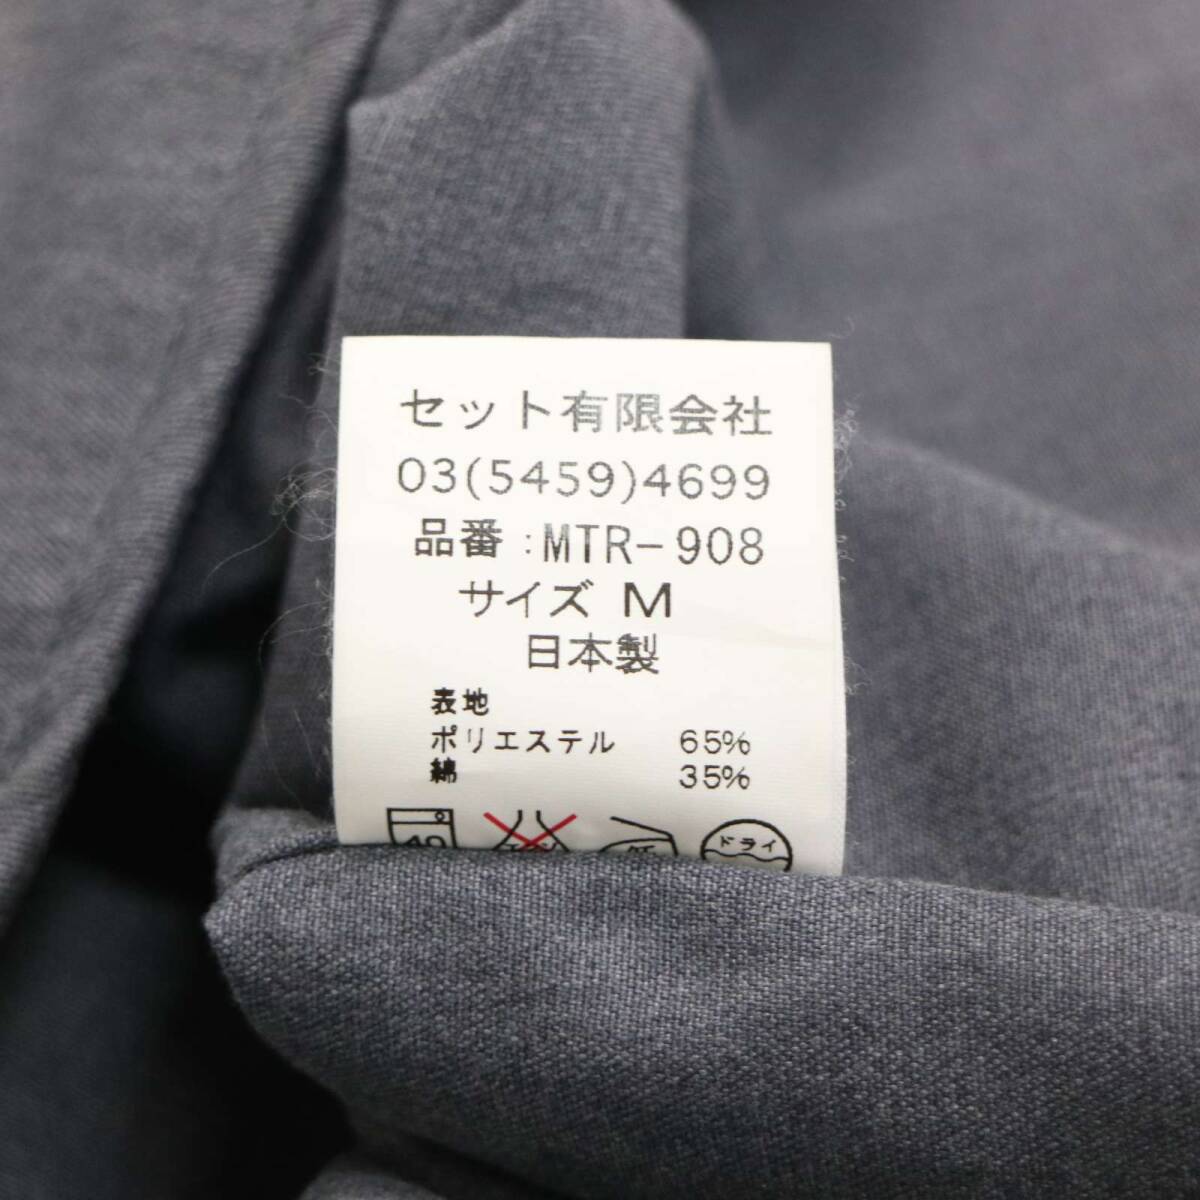 セット有限会社
03(5459)4699
品番:MTR-908
サイズ M
日本製
表地
ポリエステル 65%
綿 35%
40
ドライ